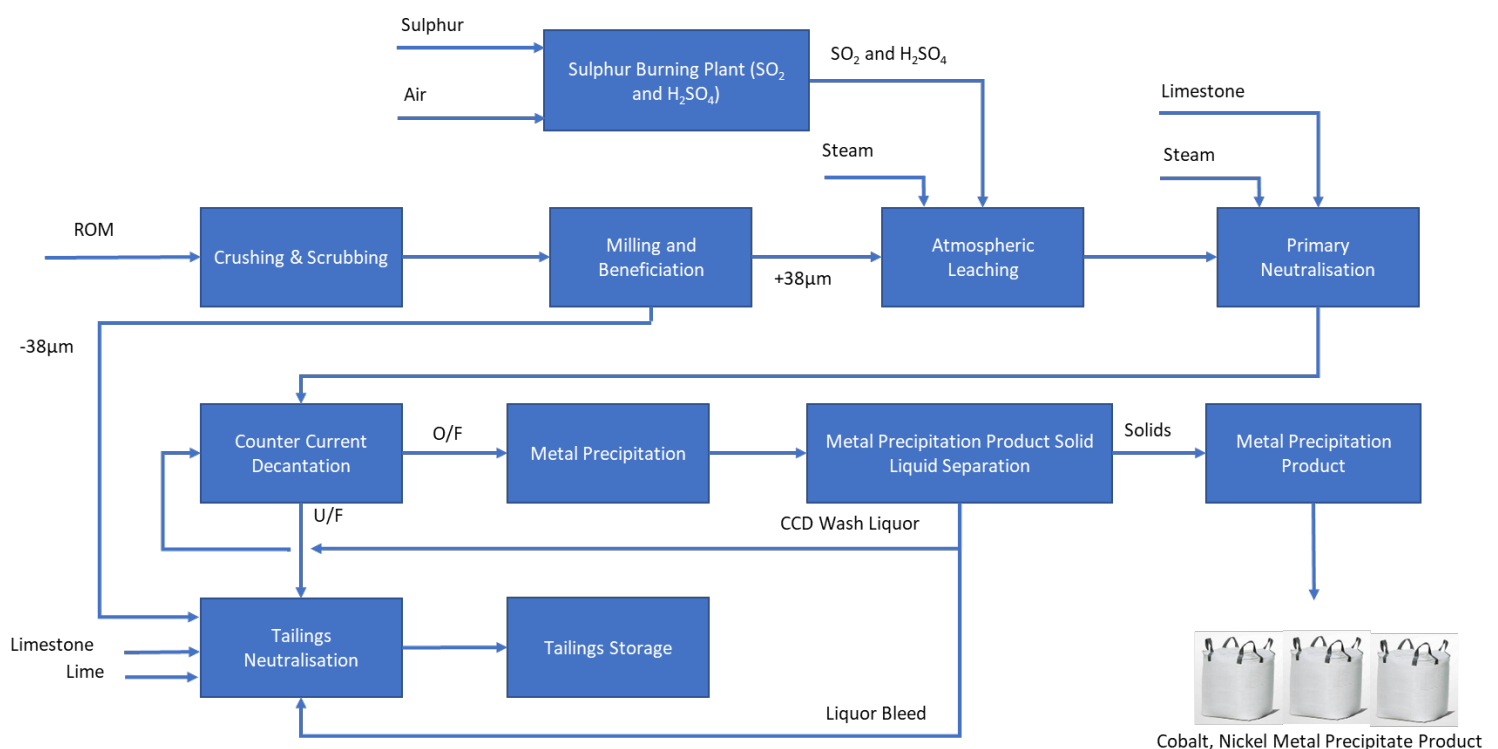 Sulphur
Air
Sulphur Burning Plant (SO₂
and H₂SO₄)
SO₂ and H₂SO₄
Steam
Limestone
Steam
ROM
Crushing & Scrubbing
Milling and
Beneficiation
+38µm
Atmospheric
Leaching
Primary
Neutralisation
-38µm
Counter Current
Decantation
O/F
Metal Precipitation
Metal Precipitation Product Solid
Liquid Separation
Solids
Metal Precipitation
Product
U/F
CCD Wash Liquor
Limestone
Lime
Tailings
Neutralisation
Tailings Storage
Liquor Bleed
Cobalt, Nickel Metal Precipitate Product